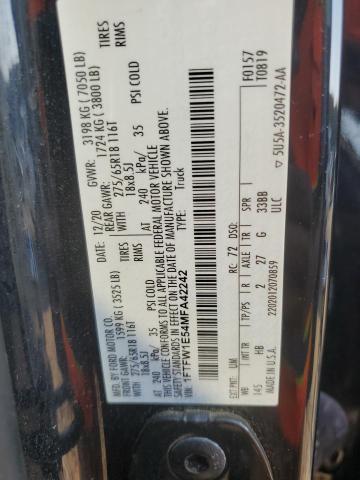 MFD. BY FORD MOTOR CO.
DATE: 12/20 GVWR: 3198 KG ( 7050 LB)
FRONT GAWR: 1599 KG ( 3525 LB) REAR GAWR: 1724 KG ( 3800 LB)
275/65R18 116T TIRES WITH 275/65R18 116T TIRES
18x8.5J RIMS 18x8.5J RIMS
AT 240 kPa/ 35 PSI COLD AT 240 kPa/ 35 PSI COLD
THIS VEHICLE CONFORMS TO ALL APPLICABLE FEDERAL MOTOR VEHICLE
SAFETY STANDARDS IN EFFECT ON THE DATE OF MANUFACTURE SHOWN ABOVE.
VIN: 1FTFW1E54MFA42242 TYPE: Truck
F0157
T0819
EXT PNT: UM RC: 72 DSO:
WB INT TR TP/PS R AXLE TR SPR
145 HB 2 27 G 33BB
MADE IN U.S.A. 2202012070859 ULC
▽ 5U5A-3520472-AA